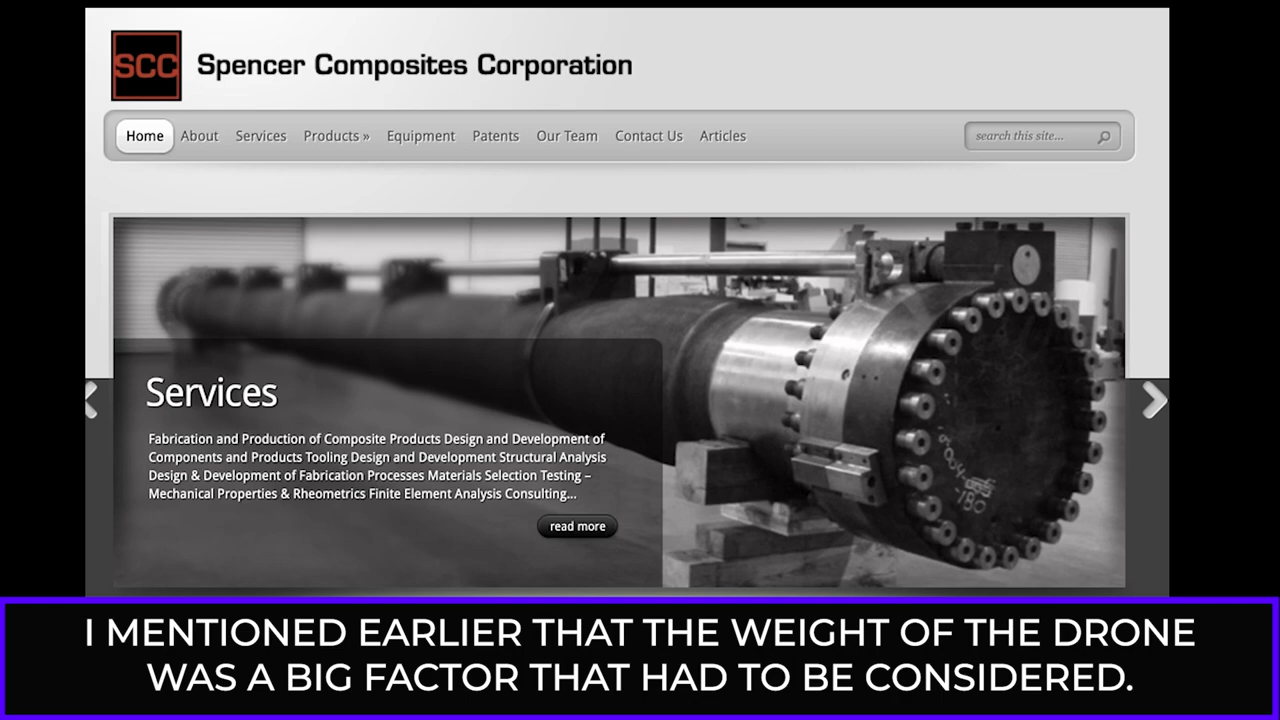 SCC
Spencer Composites Corporation
Home About Services Products » Equipment Patents Our Team Contact Us Articles search this site...
Services
Fabrication and Production of Composite Products Design and Development of
Components and Products Tooling Design and Development Structural Analysis
Design & Development of Fabrication Processes Materials Selection Testing –
Mechanical Properties & Rheometrics Finite Element Analysis Consulting...
read more
I MENTIONED EARLIER THAT THE WEIGHT OF THE DRONE
WAS A BIG FACTOR THAT HAD TO BE CONSIDERED.